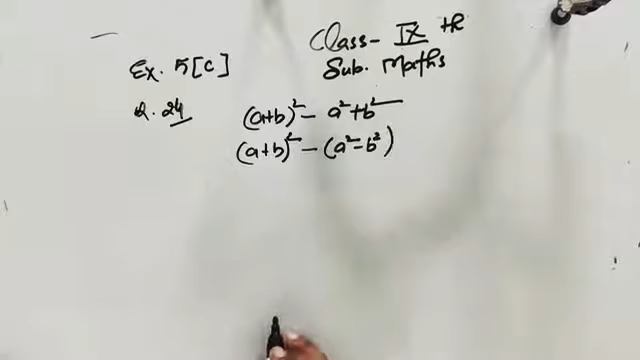 Class- IX th
Ex. 5[C] Sub. Maths
Q. 24 (a+b)² - a² + b²
(a+b)² - (a² - b²)